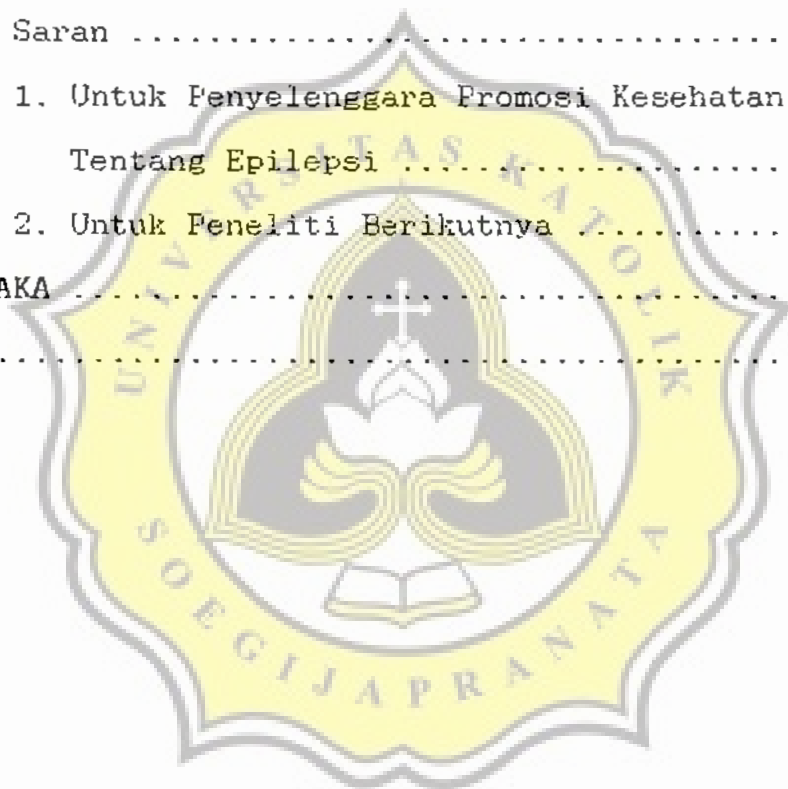 Saran ........................................
1. Untuk Penyelenggara Promosi Kesehatan
Tentang Epilepsi .......................
2. Untuk Peneliti Berikutnya ............
AKA ...........................................
................................................
UNIVERSITAS KATOLIK
SOEGIJAPRANATA